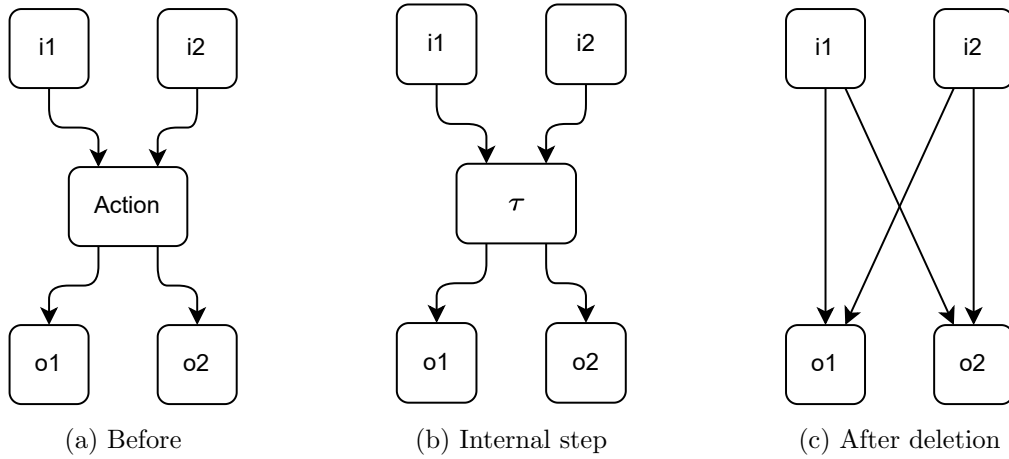 i1 i2 i1 i2 i1 i2
Action τ
o1 o2 o1 o2 o1 o2
(a) Before (b) Internal step (c) After deletion